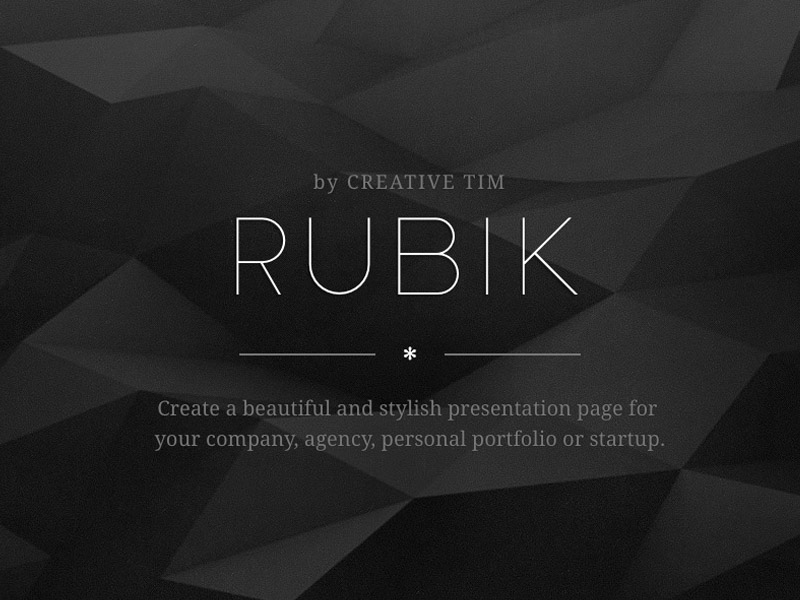 by CREATIVE TIM
RUBIK
*
Create a beautiful and stylish presentation page for
your company, agency, personal portfolio or startup.